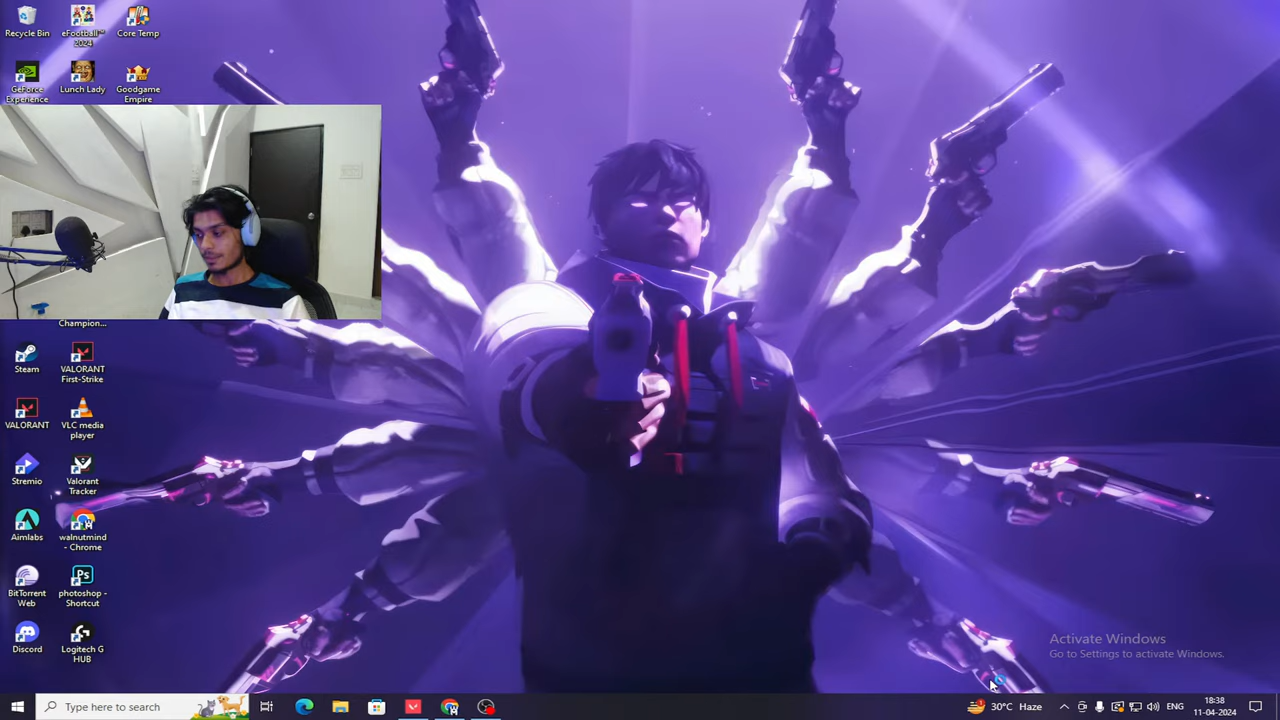 Recycle Bin
eFootball™ 2024
Core Temp
GeForce Experience
Lunch Lady
Goodgame Empire
Champion...
Steam
VALORANT First-Strike
VALORANT
VLC media player
Stremio
Valorant Tracker
Aimlabs
walnutmind - Chrome
BitTorrent Web
photoshop - Shortcut
Discord
Logitech G HUB
Activate Windows
Go to Settings to activate Windows.
Type here to search
30°C Haze
ENG
18:38
11-04-2024